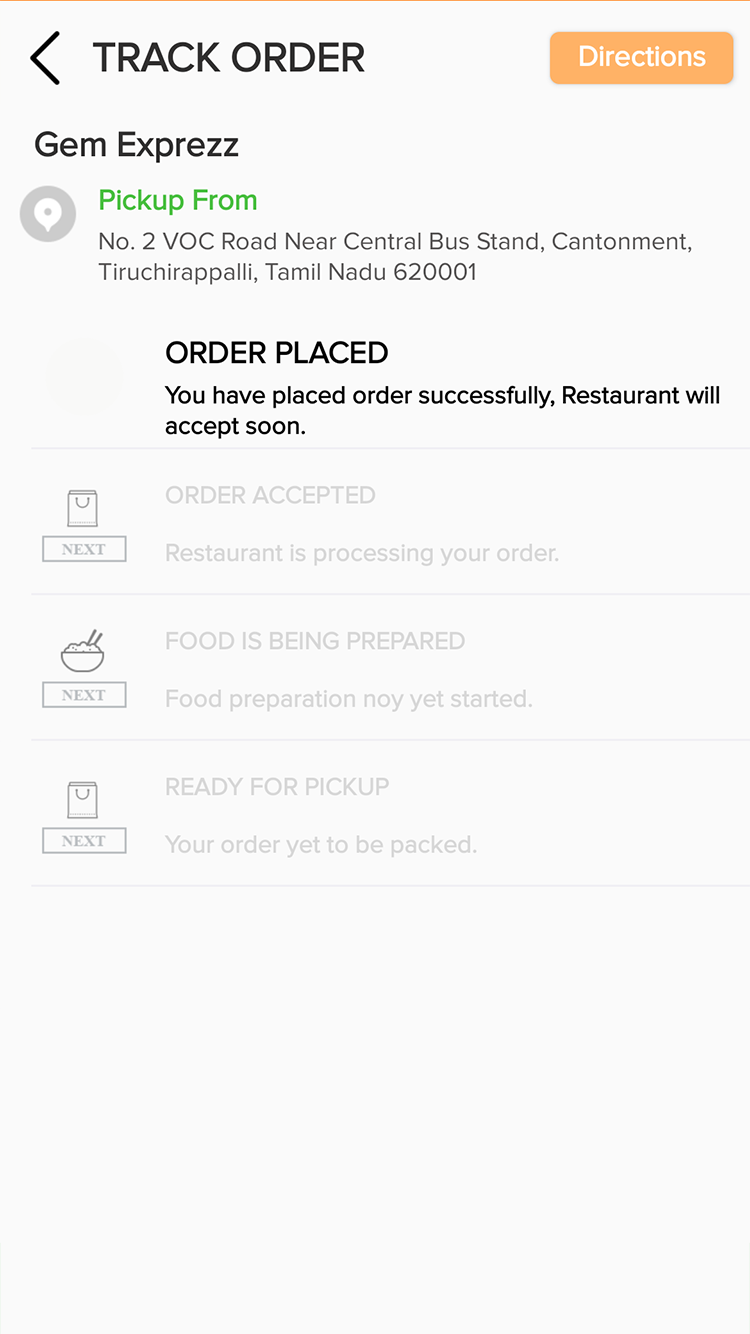 TRACK ORDER
Directions
Gem Exprezz
Pickup From
No. 2 VOC Road Near Central Bus Stand, Cantonment,
Tiruchirappalli, Tamil Nadu 620001
ORDER PLACED
You have placed order successfully, Restaurant will
accept soon.
ORDER ACCEPTED
NEXT
Restaurant is processing your order.
FOOD IS BEING PREPARED
NEXT
Food preparation noy yet started.
READY FOR PICKUP
NEXT
Your order yet to be packed.